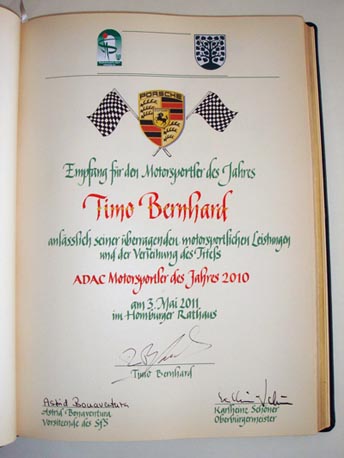 PORSCHE
Empfang für den Motorsportler des Jahres
Timo Bernhard
anlässlich seiner überragenden motorsportlichen Leistungen
und der Verleihung des Titels
ADAC Motorsportler des Jahres 2010
am 3. Mai 2011
im Homburger Rathaus
Timo Bernhard
Astrid Bonaventura
Astrid Bonaventura
Vorsitzende des SfS
Karlheinz Schöner
Oberbürgermeister